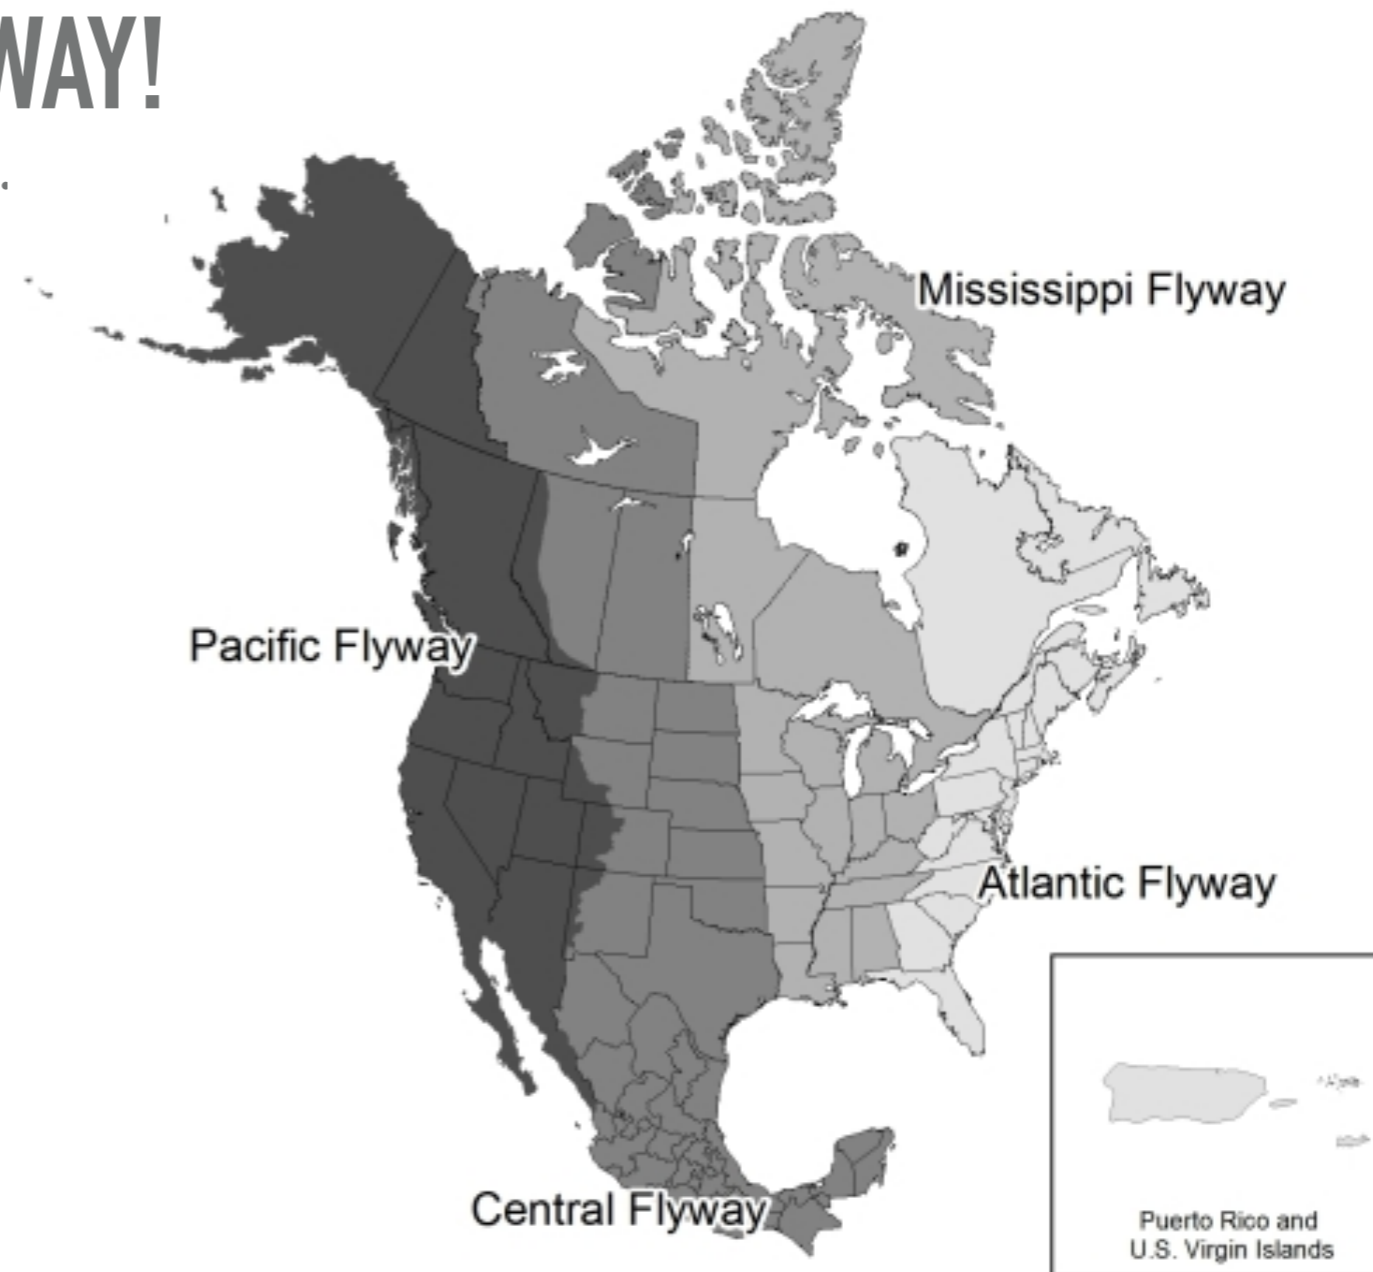 WAY!
.
Mississippi Flyway
Pacific Flyway
Atlantic Flyway
Central Flyway
Puerto Rico and
U.S. Virgin Islands